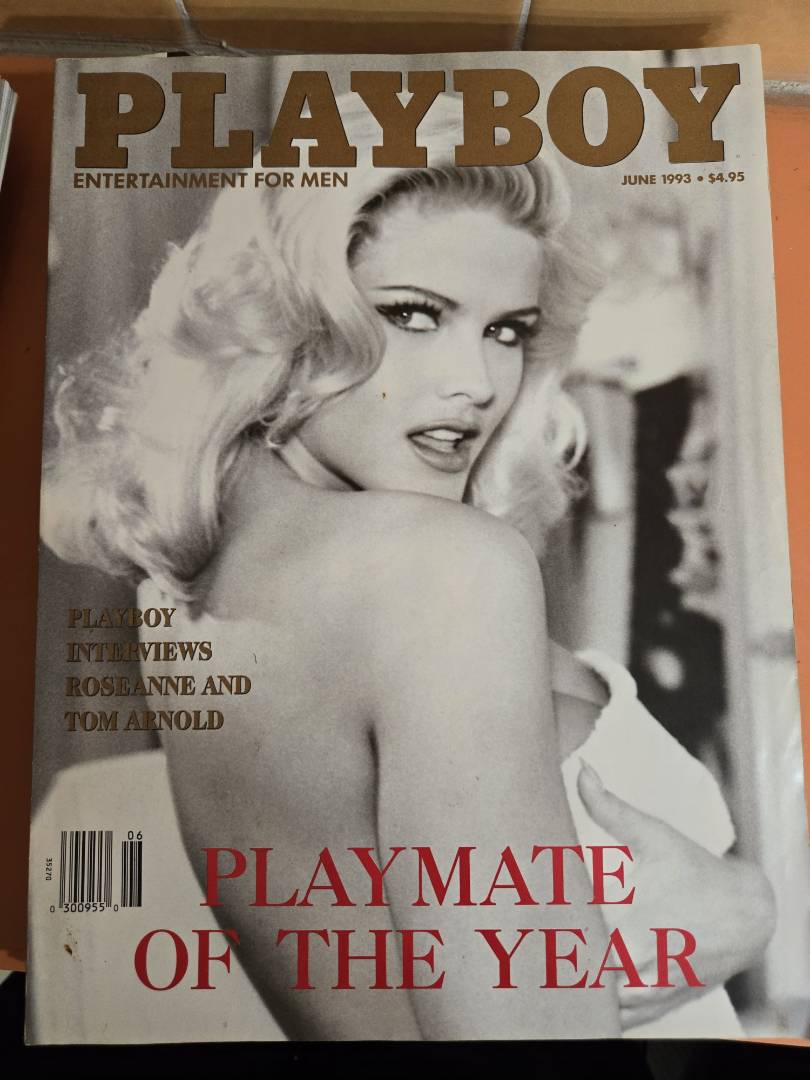 PLAYBOY
ENTERTAINMENT FOR MEN
JUNE 1993 • $4.95
PLAYBOY
INTERVIEWS
ROSEANNE AND
TOM ARNOLD
06
35270
0 300955 0
PLAYMATE
OF THE YEAR